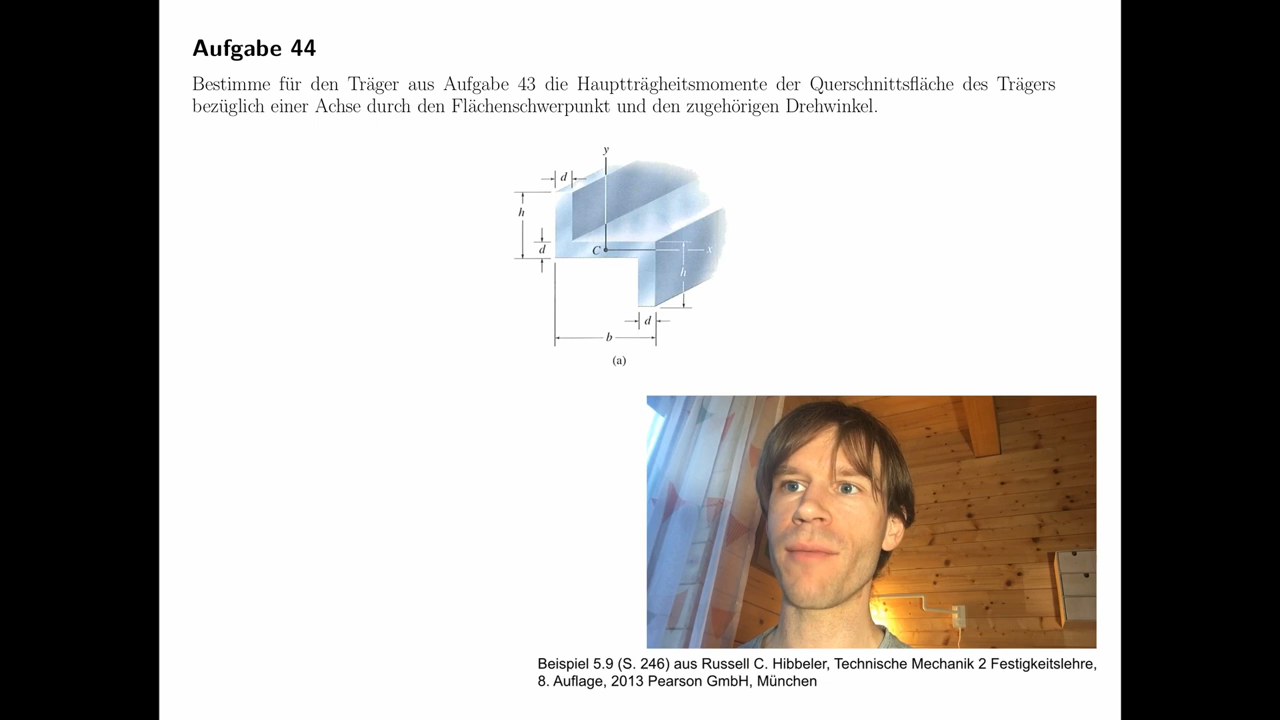 Aufgabe 44
Bestimme für den Träger aus Aufgabe 43 die Hauptträgheitsmomente der Querschnittsfläche des Trägers
bezüglich einer Achse durch den Flächenschwerpunkt und den zugehörigen Drehwinkel.
y
d
h
d
C
x
h
d
b
(a)
Beispiel 5.9 (S. 246) aus Russell C. Hibbeler, Technische Mechanik 2 Festigkeitslehre,
8. Auflage, 2013 Pearson GmbH, München